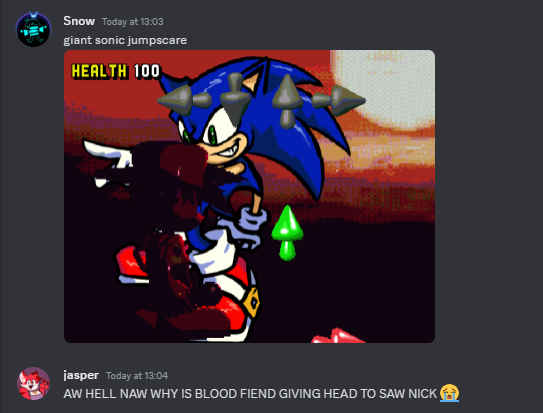 Snow Today at 13:03
giant sonic jumpscare
HEALTH 100
jasper Today at 13:04
AW HELL NAW WHY IS BLOOD FIEND GIVING HEAD TO SAW NICK 😭